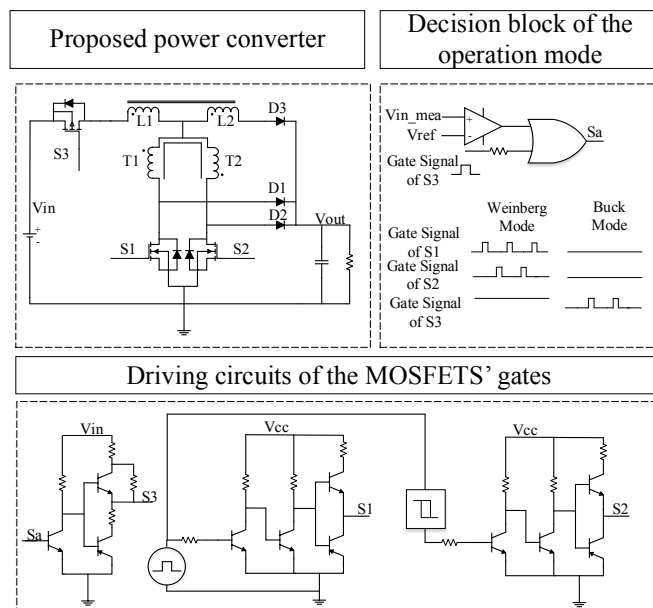 Proposed power converter
Decision block of the
operation mode
S3
L1
L2
D3
T1
T2
D1
D2
Vin
+
-
Vout
S1
S2
Vin_mea
Vref
+
-
Sa
Gate Signal
of S3
Weinberg
Mode
Buck
Mode
Gate Signal
of S1
Gate Signal
of S2
Gate Signal
of S3
Driving circuits of the MOSFETS' gates
Vin
S3
Sa
Vcc
S1
Vcc
S2